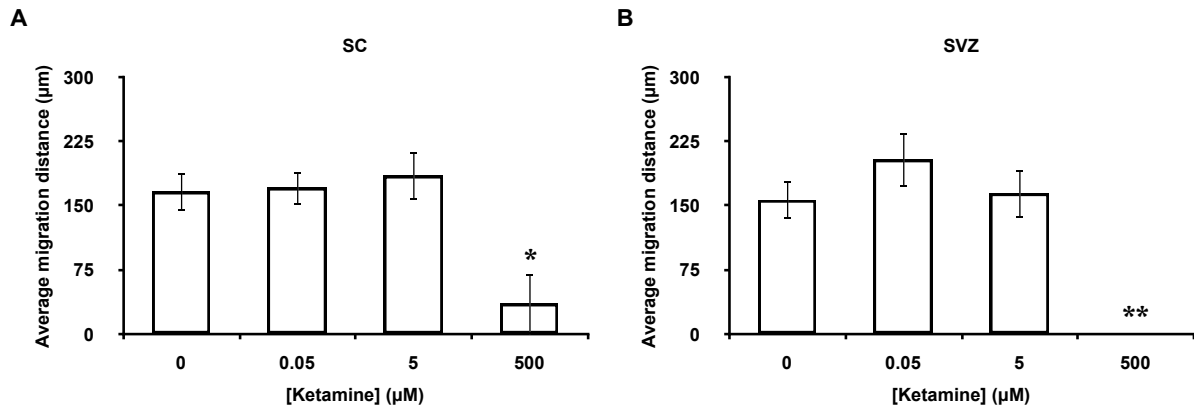 A
SC
Average migration distance (µm)
300
225
150
75
0
*
0 0.05 5 500
[Ketamine] (µM)
B
SVZ
Average migration distance (µm)
300
225
150
75
0
**
0 0.05 5 500
[Ketamine] (µM)